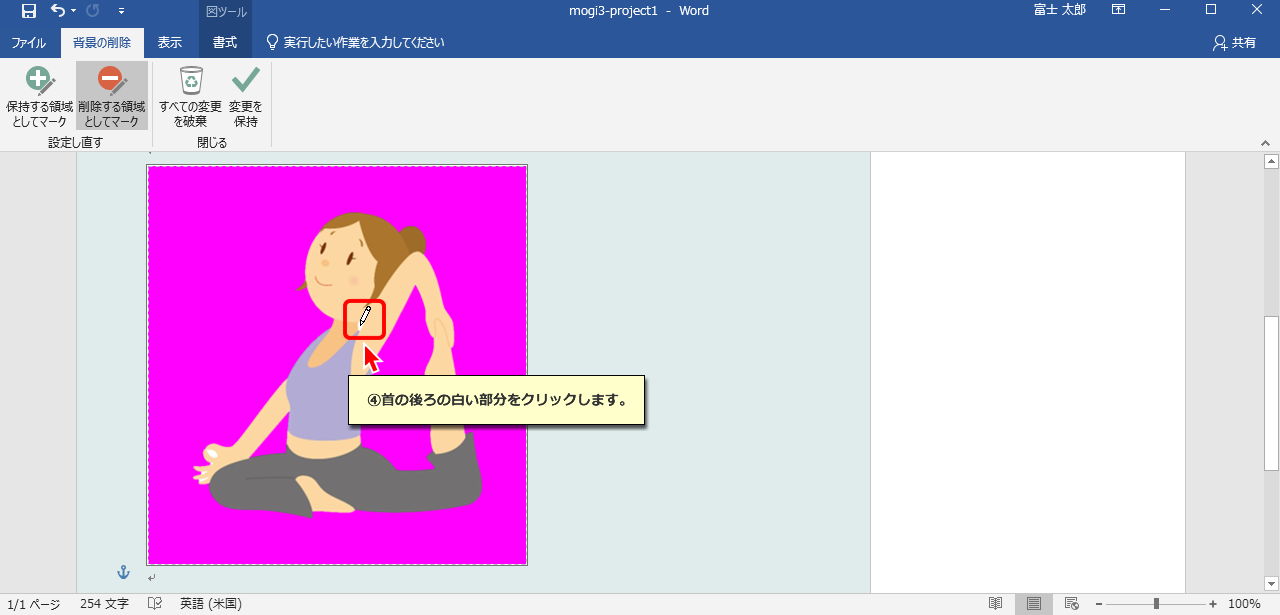 図ツール
mogi3-project1 - Word
富士 太郎
ファイル
背景の削除
表示
書式
実行したい作業を入力してください
共有
保持する領域
としてマーク
削除する領域
としてマーク
すべての変更
を破棄
変更を
保持
設定し直す
閉じる
④首の後ろの白い部分をクリックします。
1/1 ページ
254 文字
英語 (米国)
100%